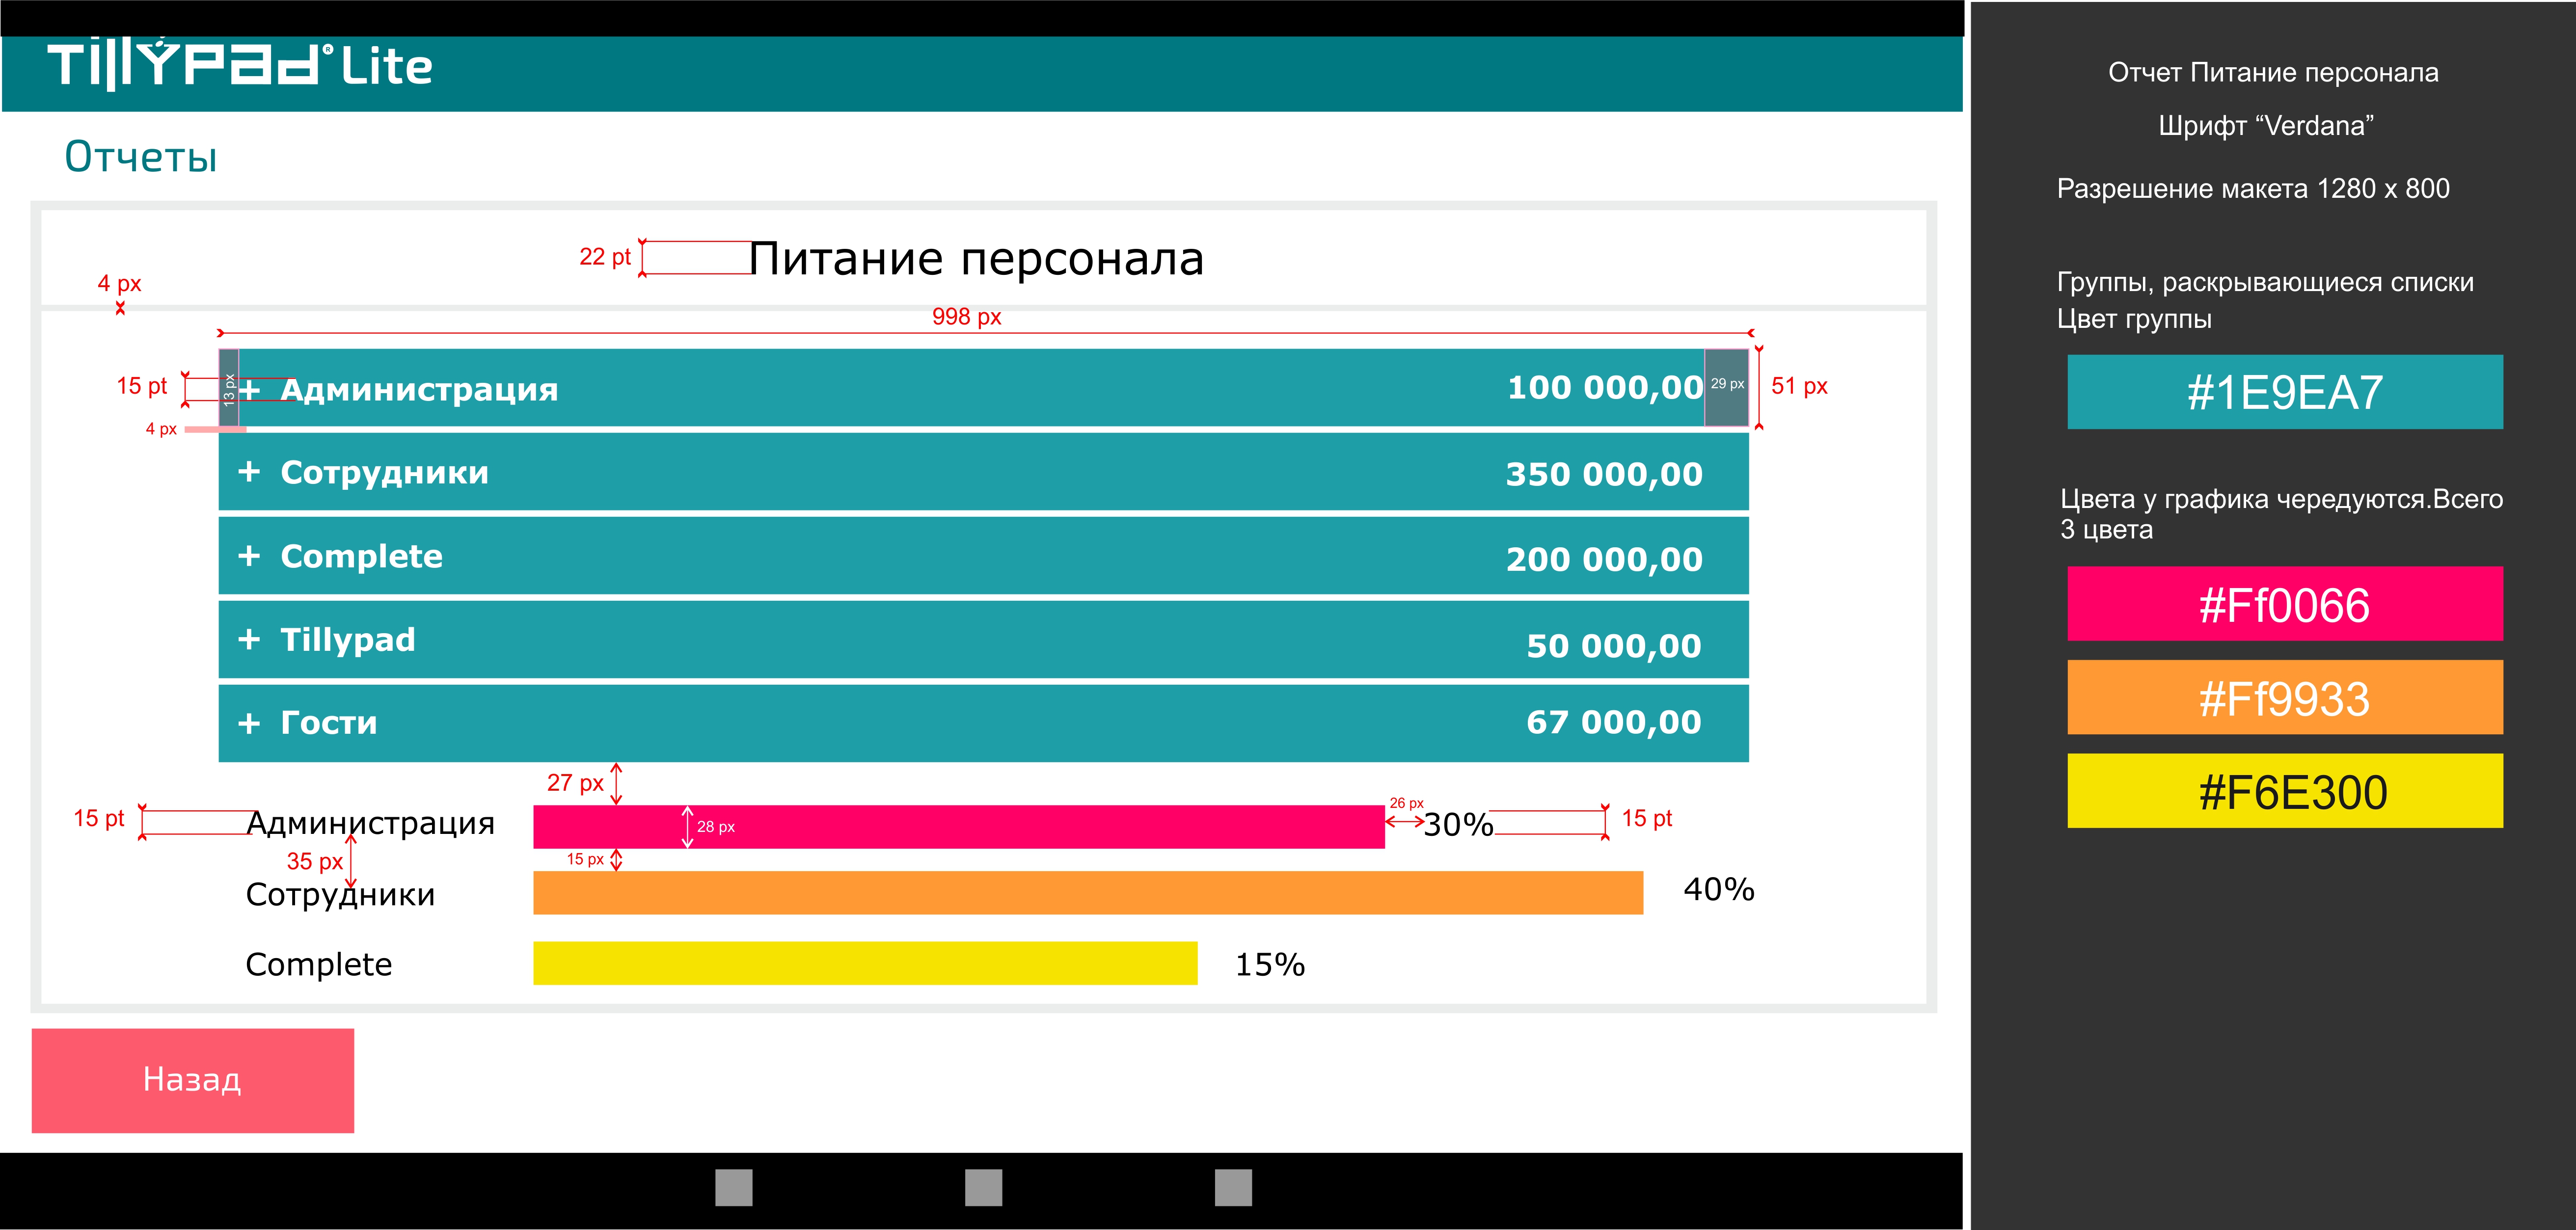 Tillypad® Lite
Отчеты
22 pt
Питание персонала
4 px
998 px
15 pt
13 px
+ Администрация
100 000,00
29 px
51 px
4 px
+ Сотрудники
350 000,00
+ Complete
200 000,00
+ Tillypad
50 000,00
+ Гости
67 000,00
27 px
15 pt
Администрация
28 px
26 px
30%
15 pt
35 px
15 px
Сотрудники
40%
Complete
15%
Назад
Отчет Питание персонала
Шрифт “Verdana”
Разрешение макета 1280 x 800
Группы, раскрывающиеся списки
Цвет группы
#1E9EA7
Цвета у графика чередуются.Всего
3 цвета
#Ff0066
#Ff9933
#F6E300